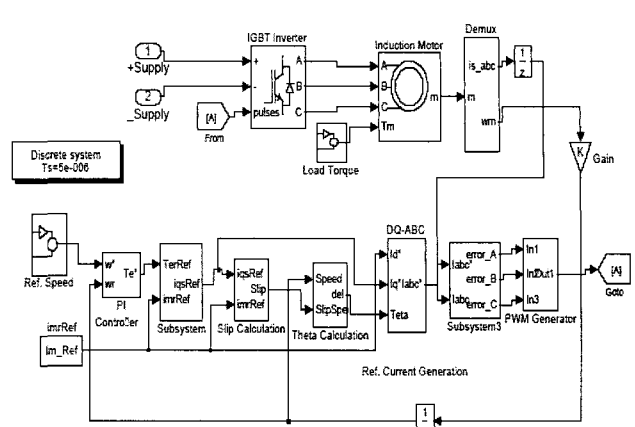 IGBT Inverter
Induction Motor
Demux
1
+Supply
2
_Supply
+
-
pulses
A
B
C
A
B
C
Tm
m
m
is_abc
wm
1
z
[A]
From
Load Torque
K
Gain
Discrete system
Ts=5e-006
DQ-ABC
Ref. Speed
w*
wr
Te*
PI
Controller
TerRef
iqsRef
imrRef
Subsystem
iqsRef
Slip
imrRef
Slip Calculation
Speed
del
SlipSpe
Theta Calculation
Id*
Iq*
Iabc*
Teta
Iabc*
Iabc
error_A
error_B
error_C
Subsystem3
In1
In2
Out1
In3
PWM Generator
[A]
Goto
imrRef
Im_Ref
Ref. Current Generation
1